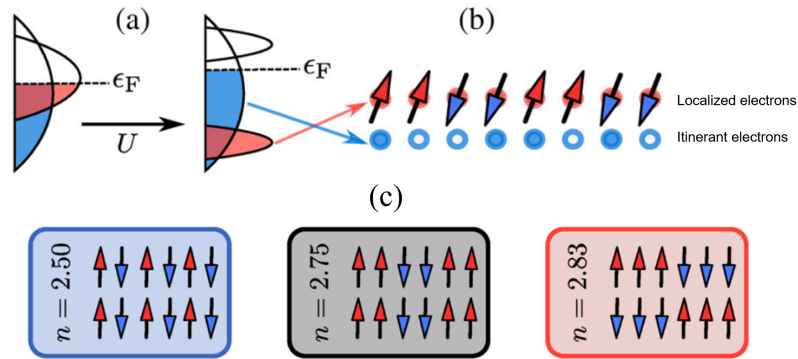 (a)
ϵF
U
ϵF
(b)
Localized electrons
Itinerant electrons
(c)
n = 2.50
n = 2.75
n = 2.83